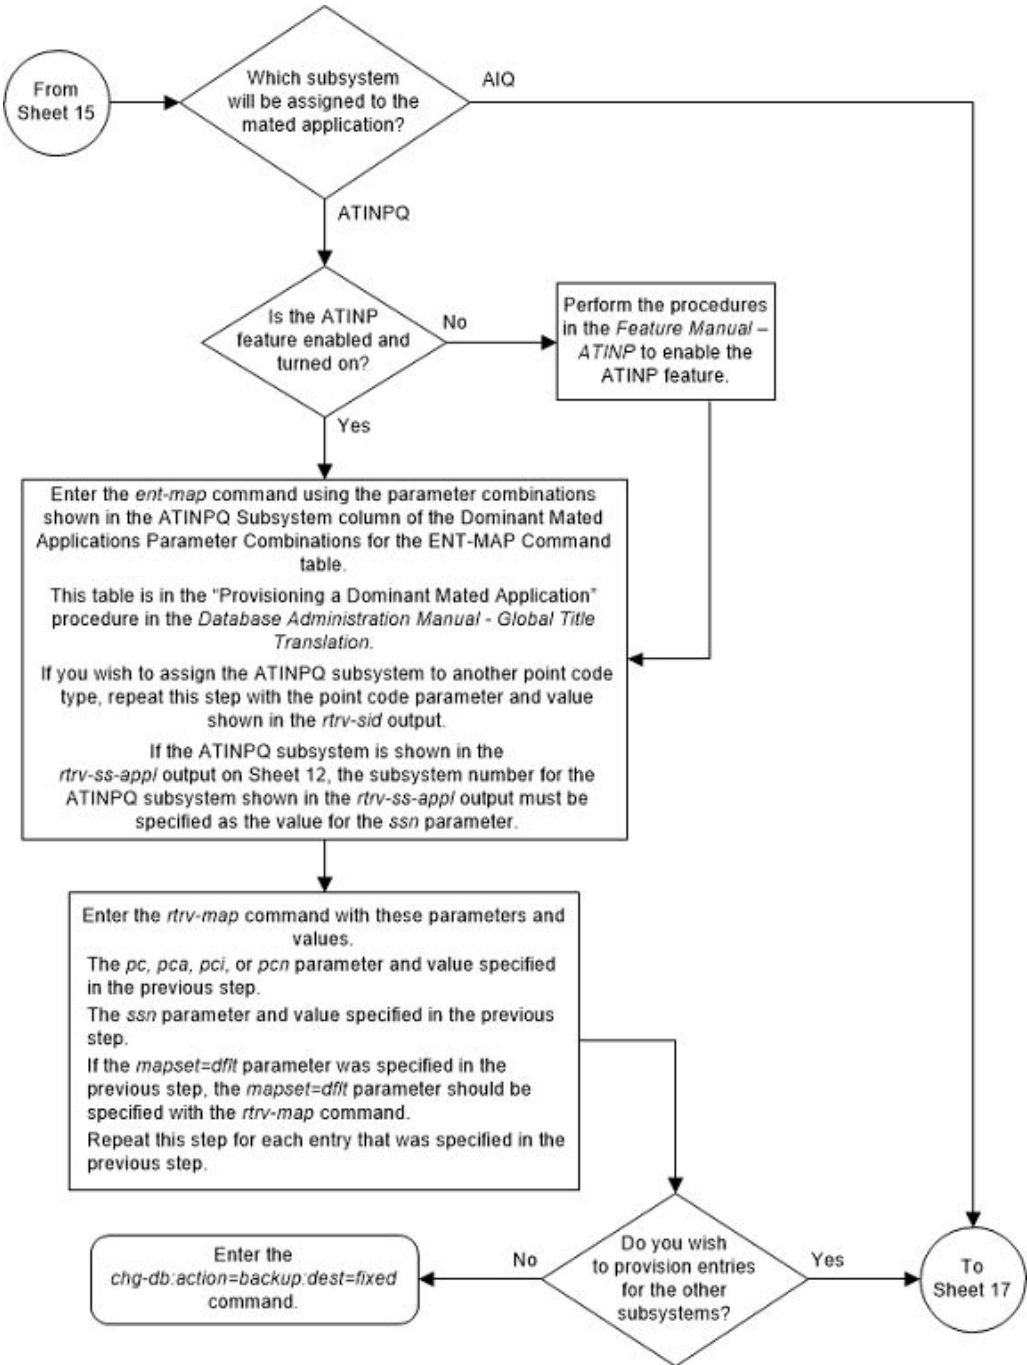 From
Sheet 15
Which subsystem
will be assigned to the
mated application?
AIQ
ATINPQ
Is the ATINP
feature enabled and
turned on?
No
Perform the procedures
in the Feature Manual –
ATINP to enable the
ATINP feature.
Yes
Enter the ent-map command using the parameter combinations
shown in the ATINPQ Subsystem column of the Dominant Mated
Applications Parameter Combinations for the ENT-MAP Command
table.
This table is in the “Provisioning a Dominant Mated Application”
procedure in the Database Administration Manual - Global Title
Translation.
If you wish to assign the ATINPQ subsystem to another point code
type, repeat this step with the point code parameter and value
shown in the rtrv-sid output.
If the ATINPQ subsystem is shown in the
rtrv-ss-appl output on Sheet 12, the subsystem number for the
ATINPQ subsystem shown in the rtrv-ss-appl output must be
specified as the value for the ssn parameter.
Enter the rtrv-map command with these parameters and
values.
The pc, pca, pci, or pcn parameter and value specified
in the previous step.
The ssn parameter and value specified in the previous
step.
If the mapset=dflt parameter was specified in the
previous step, the mapset=dflt parameter should be
specified with the rtrv-map command.
Repeat this step for each entry that was specified in the
previous step.
Do you wish
to provision entries
for the other
subsystems?
No
Yes
Enter the
chg-db:action=backup:dest=fixed
command.
To
Sheet 17